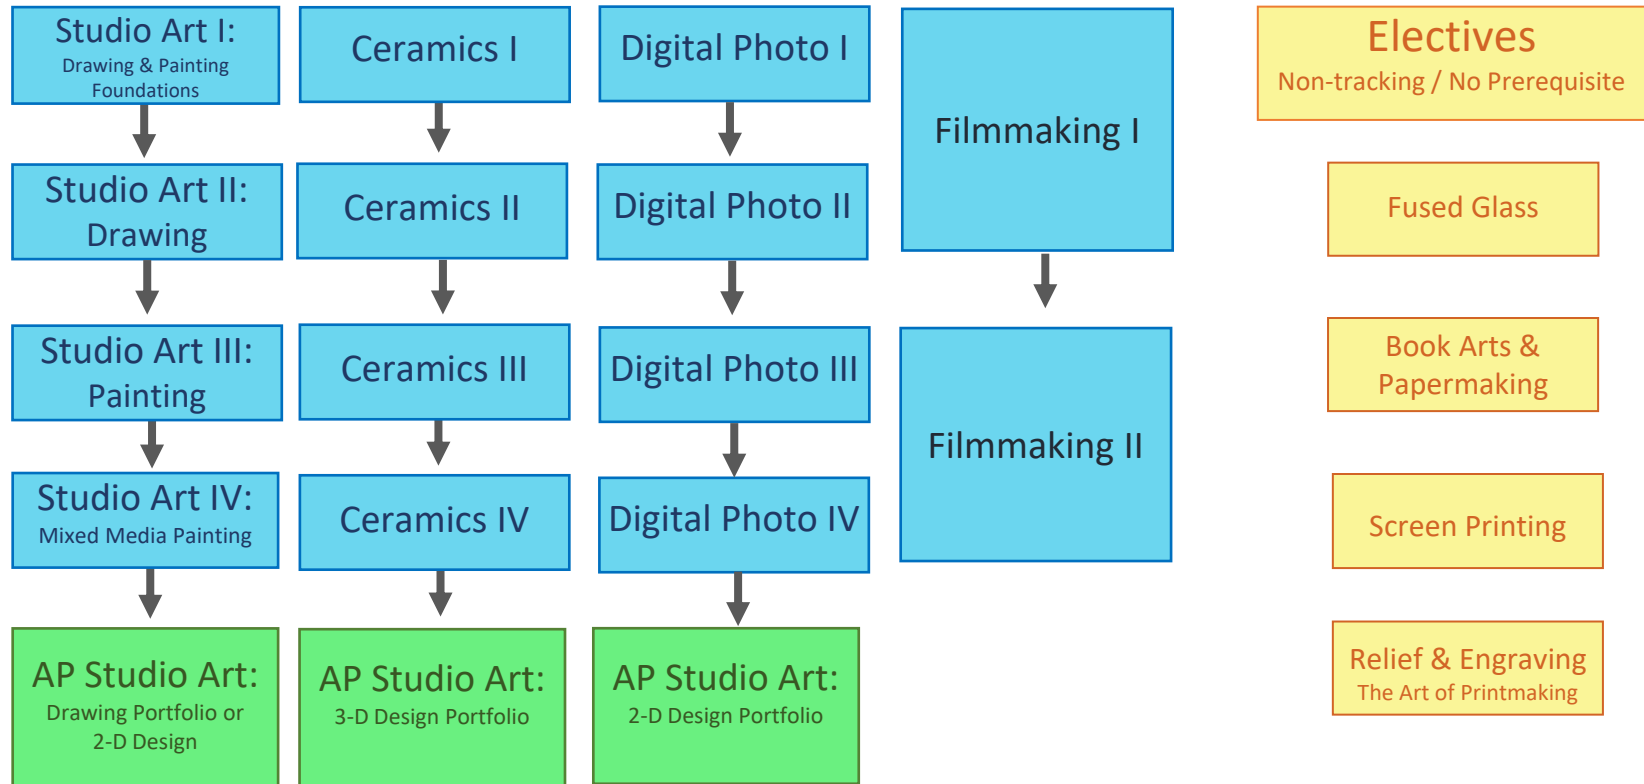 Studio Art I:
Drawing & Painting
Foundations
Studio Art II:
Drawing
Studio Art III:
Painting
Studio Art IV:
Mixed Media Painting
AP Studio Art:
Drawing Portfolio or
2-D Design
Ceramics I
Ceramics II
Ceramics III
Ceramics IV
AP Studio Art:
3-D Design Portfolio
Digital Photo I
Digital Photo II
Digital Photo III
Digital Photo IV
AP Studio Art:
2-D Design Portfolio
Filmmaking I
Filmmaking II
Electives
Non-tracking / No Prerequisite
Fused Glass
Book Arts &
Papermaking
Screen Printing
Relief & Engraving
The Art of Printmaking